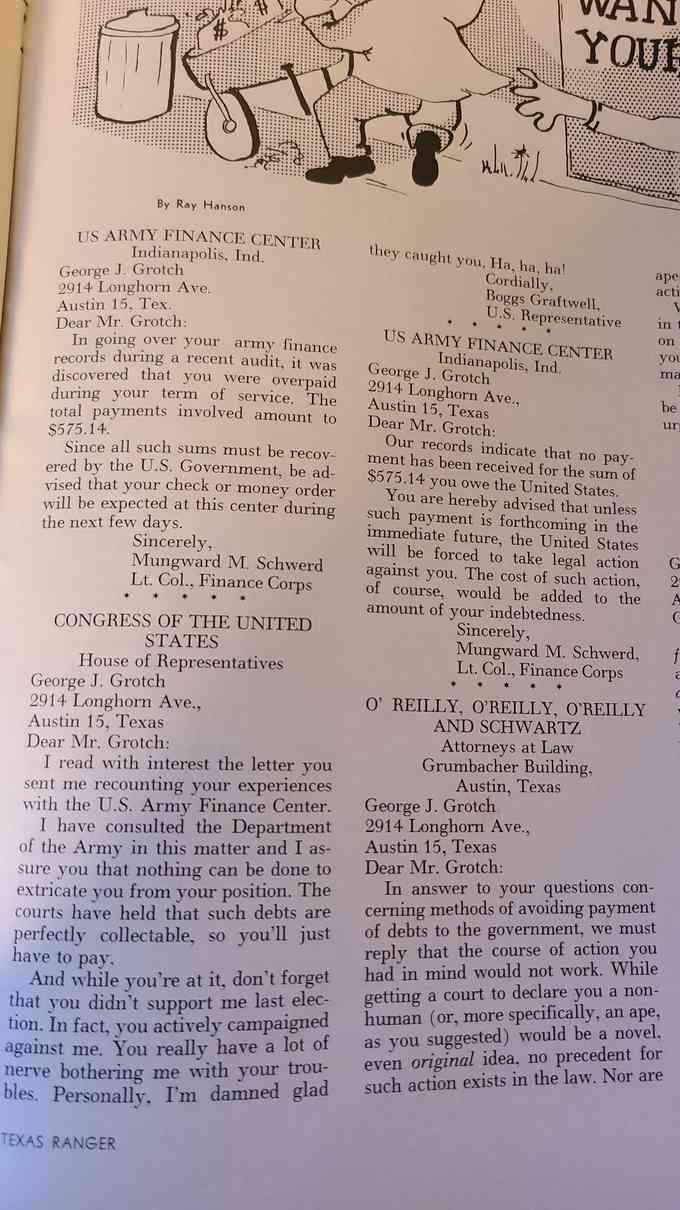 WAN
YOUR
$
By Ray Hanson
US ARMY FINANCE CENTER
Indianapolis, Ind.
George J. Grotch
2914 Longhorn Ave.
Austin 15, Tex.
Dear Mr. Grotch:
In going over your army finance
records during a recent audit, it was
discovered that you were overpaid
during your term of service. The
total payments involved amount to
$575.14.
Since all such sums must be recov-
ered by the U.S. Government, be ad-
vised that your check or money order
will be expected at this center during
the next few days.
Sincerely,
Mungward M. Schwerd
Lt. Col., Finance Corps
* * * * *
CONGRESS OF THE UNITED
STATES
House of Representatives
George J. Grotch
2914 Longhorn Ave.,
Austin 15, Texas
Dear Mr. Grotch:
I read with interest the letter you
sent me recounting your experiences
with the U.S. Army Finance Center.
I have consulted the Department
of the Army in this matter and I as-
sure you that nothing can be done to
extricate you from your position. The
courts have held that such debts are
perfectly collectable, so you'll just
have to pay.
And while you're at it, don't forget
that you didn't support me last elec-
tion. In fact, you actively campaigned
against me. You really have a lot of
nerve bothering me with your trou-
bles. Personally, I'm damned glad
they caught you, Ha, ha, ha!
Cordially,
Boggs Graftwell,
U.S. Representative
* * * * *
US ARMY FINANCE CENTER
Indianapolis, Ind.
George J. Grotch
2914 Longhorn Ave.,
Austin 15, Texas
Dear Mr. Grotch:
Our records indicate that no pay-
ment has been received for the sum of
$575.14 you owe the United States.
You are hereby advised that unless
such payment is forthcoming in the
immediate future, the United States
will be forced to take legal action
against you. The cost of such action,
of course, would be added to the
amount of your indebtedness.
Sincerely,
Mungward M. Schwerd,
Lt. Col., Finance Corps
* * * * *
O' REILLY, O'REILLY, O'REILLY
AND SCHWARTZ
Attorneys at Law
Grumbacher Building,
Austin, Texas
George J. Grotch
2914 Longhorn Ave.,
Austin 15, Texas
Dear Mr. Grotch:
In answer to your questions con-
cerning methods of avoiding payment
of debts to the government, we must
reply that the course of action you
had in mind would not work. While
getting a court to declare you a non-
human (or, more specifically, an ape,
as you suggested) would be a novel,
even original idea, no precedent for
such action exists in the law. Nor are
ape
acti
in t
on
you
ma
be
ur
TEXAS RANGER